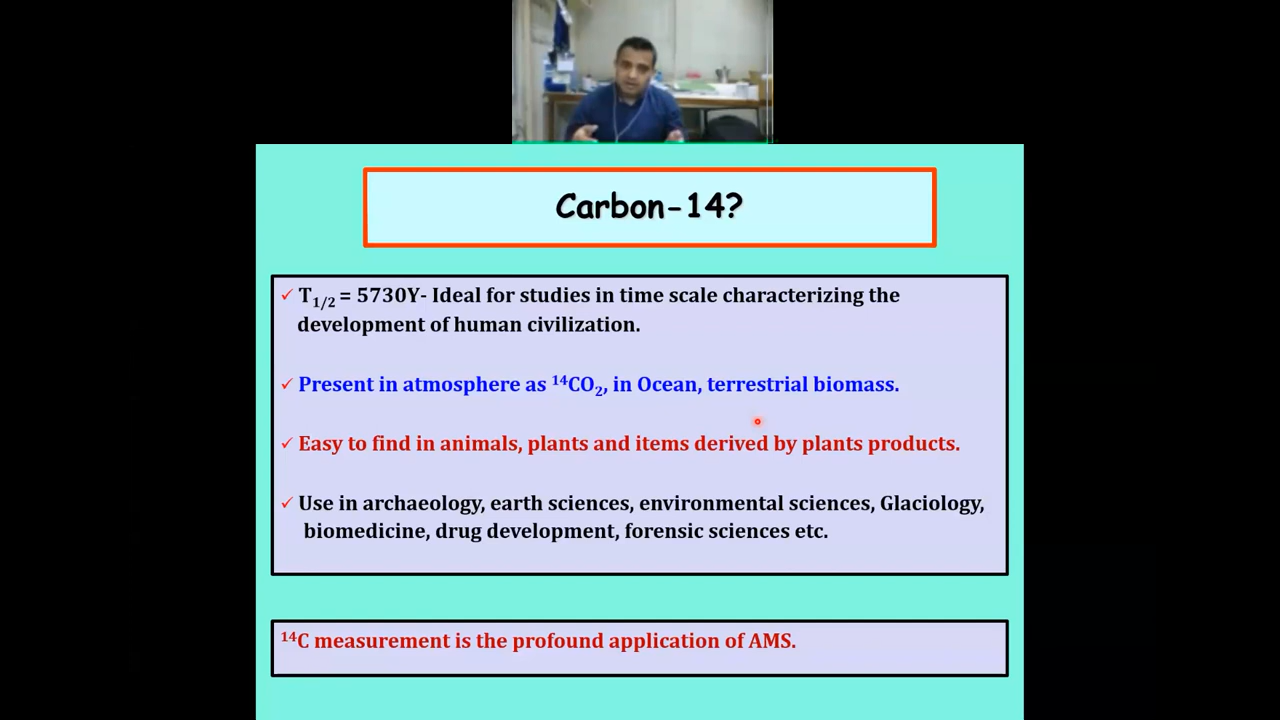 Carbon-14?
✓ T1/2 = 5730Y- Ideal for studies in time scale characterizing the
development of human civilization.
✓ Present in atmosphere as ¹⁴CO₂, in Ocean, terrestrial biomass.
✓ Easy to find in animals, plants and items derived by plants products.
✓ Use in archaeology, earth sciences, environmental sciences, Glaciology,
biomedicine, drug development, forensic sciences etc.
¹⁴C measurement is the profound application of AMS.